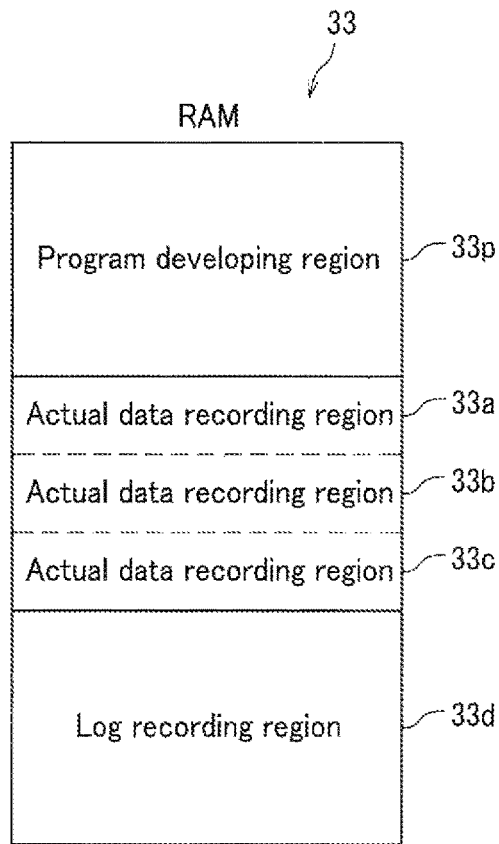 33
RAM
Program developing region
33p
Actual data recording region
33a
Actual data recording region
33b
Actual data recording region
33c
Log recording region
33d